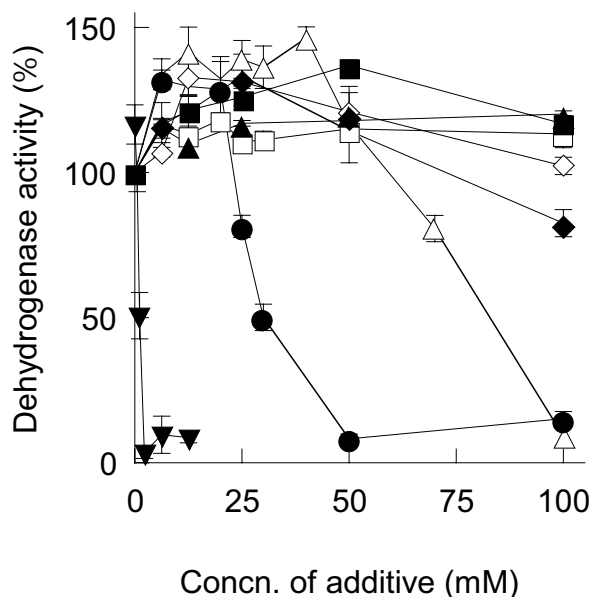 Dehydrogenase activity (%)
150
100
50
0
0 25 50 75 100
Concn. of additive (mM)